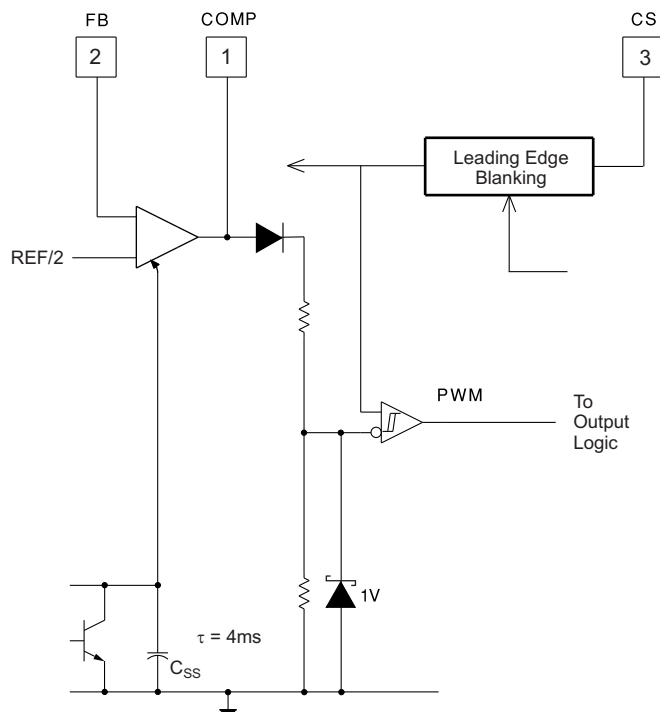 FB
COMP
CS
2
1
3
Leading Edge
Blanking
REF/2
PWM
To
Output
Logic
1V
τ = 4ms
CSS